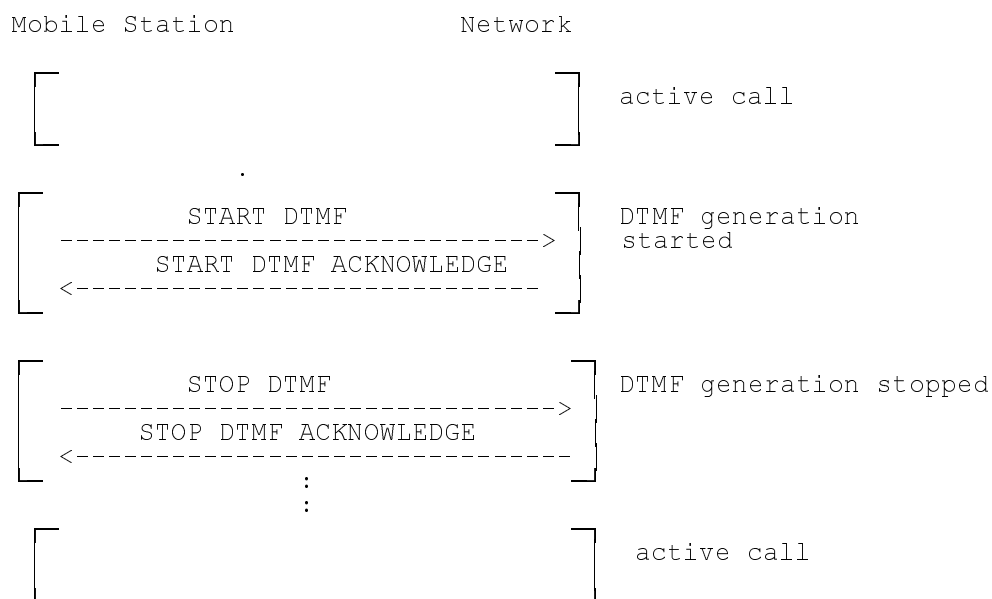 Mobile Station Network
active call
.
START DTMF DTMF generation
------------------------------> started
START DTMF ACKNOWLEDGE
<-----------------------------
STOP DTMF DTMF generation stopped
-------------------------------->
STOP DTMF ACKNOWLEDGE
<-------------------------------
:
:
active call